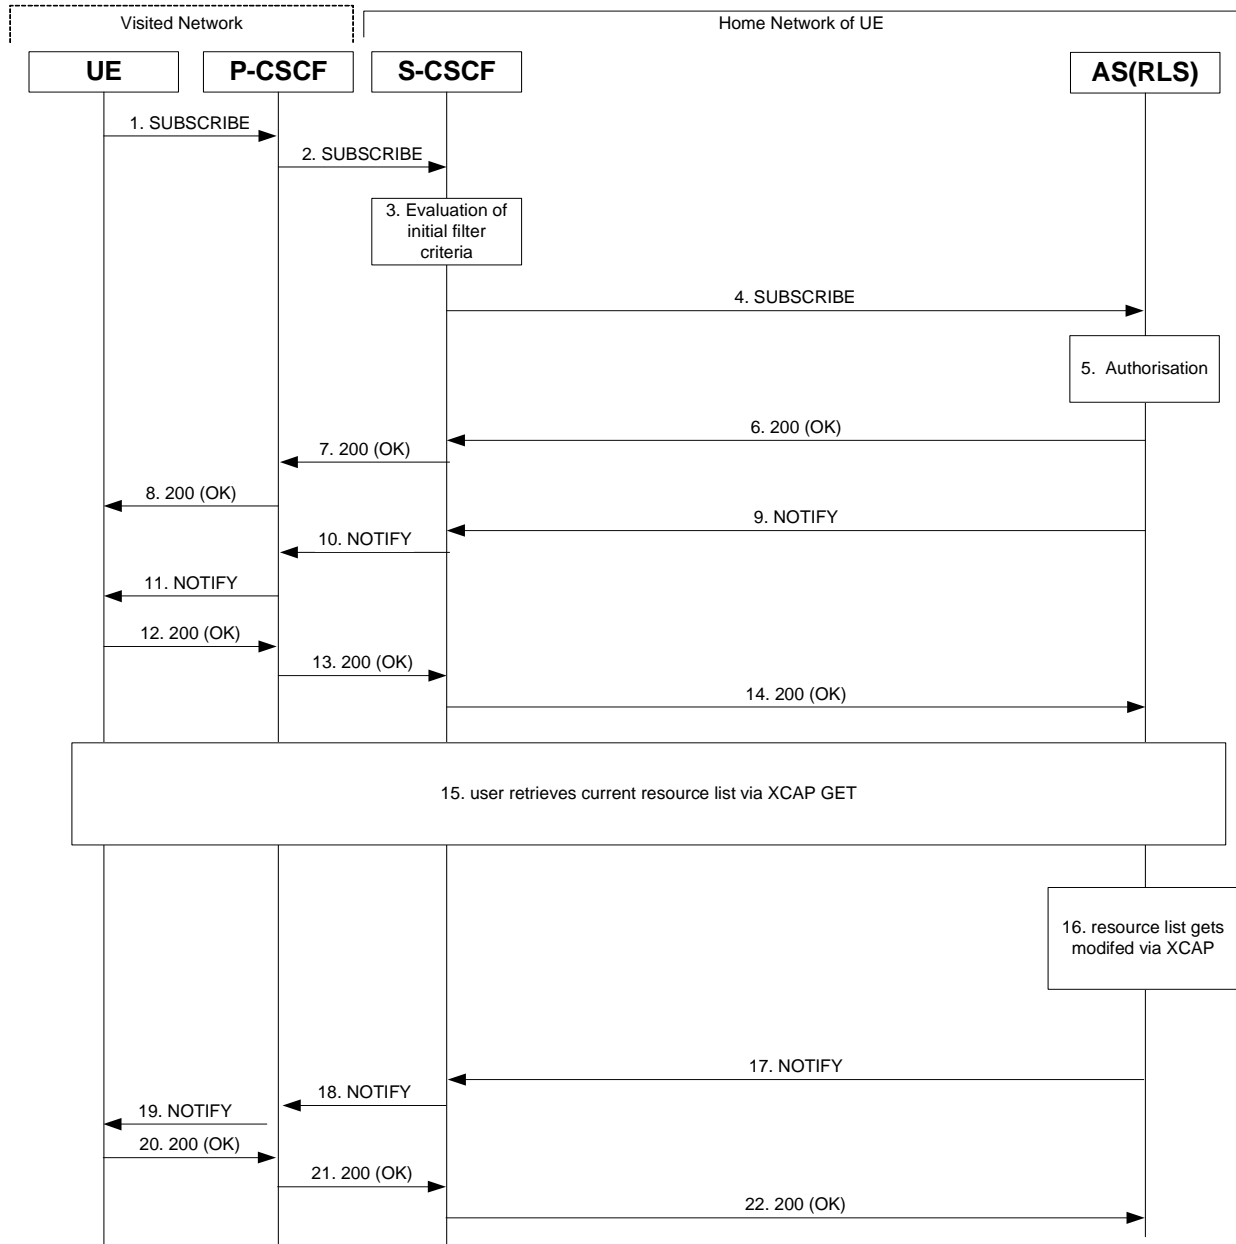 Visited Network
Home Network of UE
UE
P-CSCF
S-CSCF
AS(RLS)
1. SUBSCRIBE
2. SUBSCRIBE
3. Evaluation of
initial filter
criteria
4. SUBSCRIBE
5. Authorisation
6. 200 (OK)
7. 200 (OK)
8. 200 (OK)
9. NOTIFY
10. NOTIFY
11. NOTIFY
12. 200 (OK)
13. 200 (OK)
14. 200 (OK)
15. user retrieves current resource list via XCAP GET
16. resource list gets
modifed via XCAP
17. NOTIFY
18. NOTIFY
19. NOTIFY
20. 200 (OK)
21. 200 (OK)
22. 200 (OK)